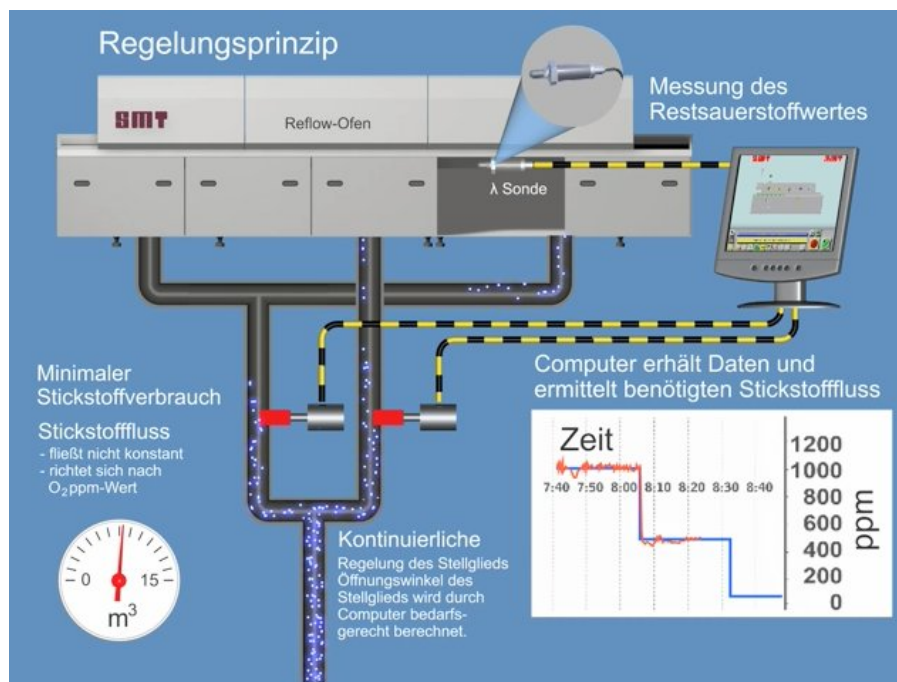 Regelungsprinzip
SMT
Reflow-Ofen
Messung des
Restsauerstoffwertes
λ Sonde
Minimaler
Stickstoffverbrauch
Stickstofffluss
- fließt nicht konstant
- richtet sich nach
O₂ppm-Wert
0 15
m³
Kontinuierliche
Regelung des Stellglieds
Öffnungswinkel des
Stellglieds wird durch
Computer bedarfs-
gerecht berechnet.
Computer erhält Daten und
ermittelt benötigten Stickstofffluss
Zeit
7:40 7:50 8:00 8:10 8:20 8:30 8:40
1200
1000
800
600
400
200
0
ppm